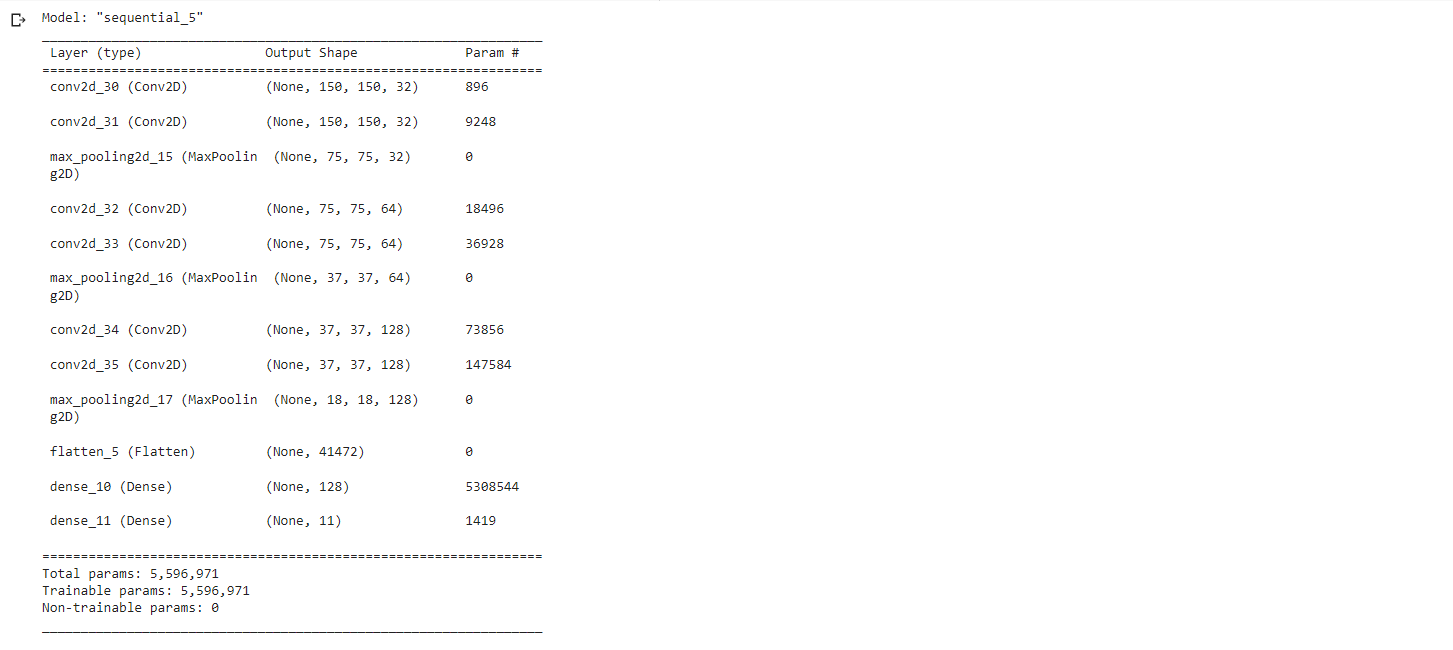 Model: "sequential_5"
_________________________________________________________________
Layer (type)                Output Shape              Param #
=================================================================
conv2d_30 (Conv2D)          (None, 150, 150, 32)      896
conv2d_31 (Conv2D)          (None, 150, 150, 32)      9248
max_pooling2d_15 (MaxPoolin  (None, 75, 75, 32)       0
g2D)
conv2d_32 (Conv2D)          (None, 75, 75, 64)        18496
conv2d_33 (Conv2D)          (None, 75, 75, 64)        36928
max_pooling2d_16 (MaxPoolin  (None, 37, 37, 64)       0
g2D)
conv2d_34 (Conv2D)          (None, 37, 37, 128)       73856
conv2d_35 (Conv2D)          (None, 37, 37, 128)       147584
max_pooling2d_17 (MaxPoolin  (None, 18, 18, 128)      0
g2D)
flatten_5 (Flatten)         (None, 41472)             0
dense_10 (Dense)            (None, 128)               5308544
dense_11 (Dense)            (None, 11)                1419
=================================================================
Total params: 5,596,971
Trainable params: 5,596,971
Non-trainable params: 0
_________________________________________________________________